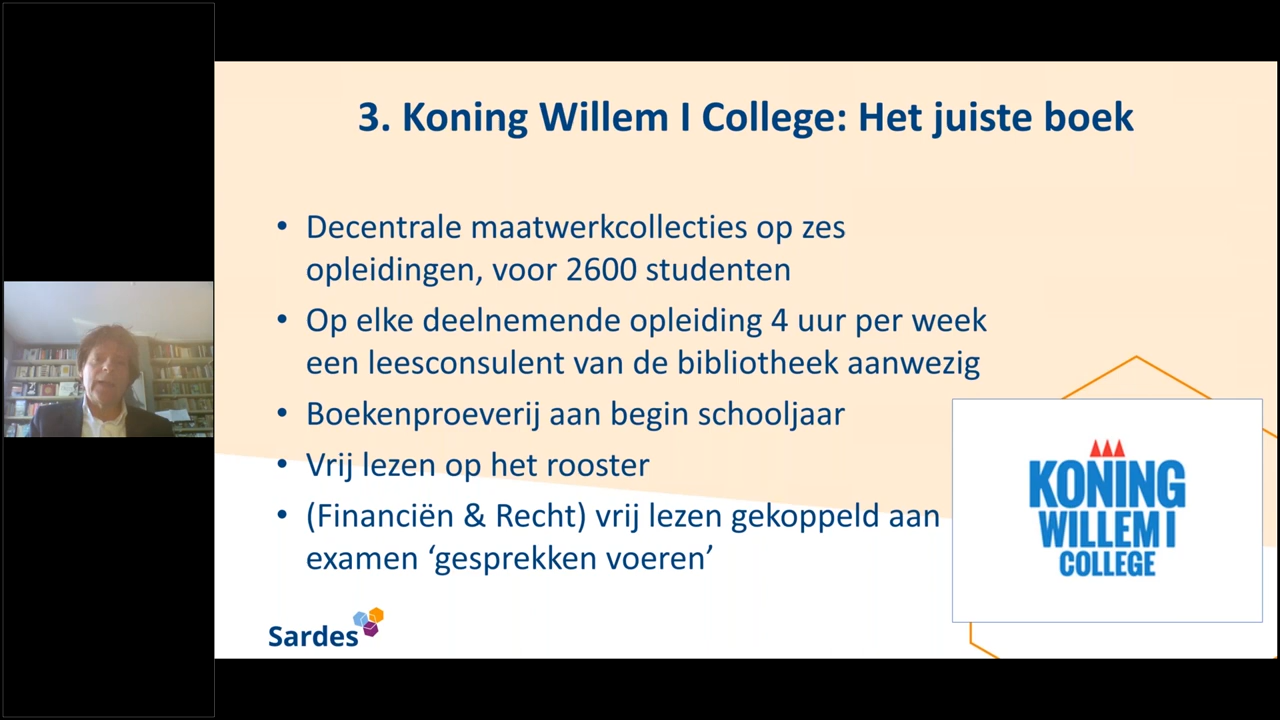 3. Koning Willem I College: Het juiste boek
• Decentrale maatwerkcollecties op zes
opleidingen, voor 2600 studenten
• Op elke deelnemende opleiding 4 uur per week
een leesconsulent van de bibliotheek aanwezig
• Boekenproeverij aan begin schooljaar
• Vrij lezen op het rooster
• (Financiën & Recht) vrij lezen gekoppeld aan
examen ‘gesprekken voeren’
KONING
WILLEM I
COLLEGE
Sardes